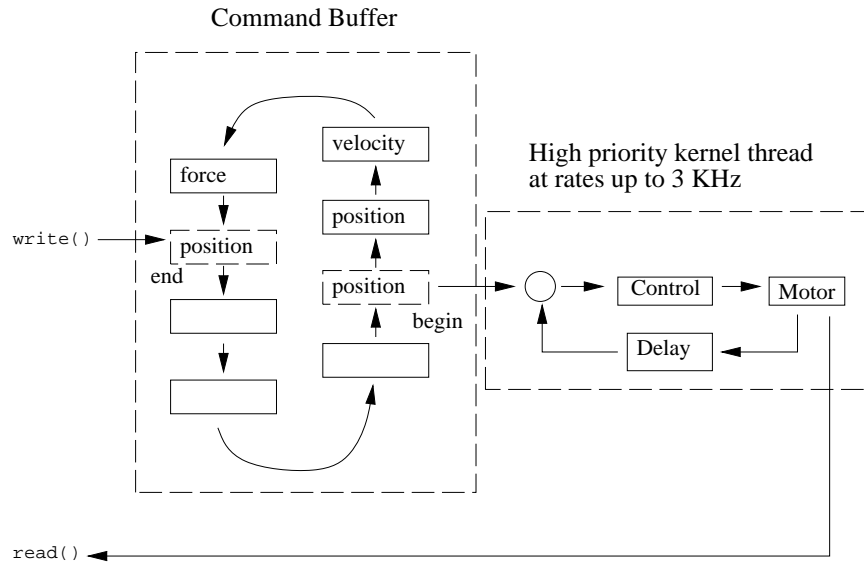 Command Buffer
velocity
force
High priority kernel thread
at rates up to 3 KHz
position
write()
position
end
position
begin
Control
Motor
Delay
read()